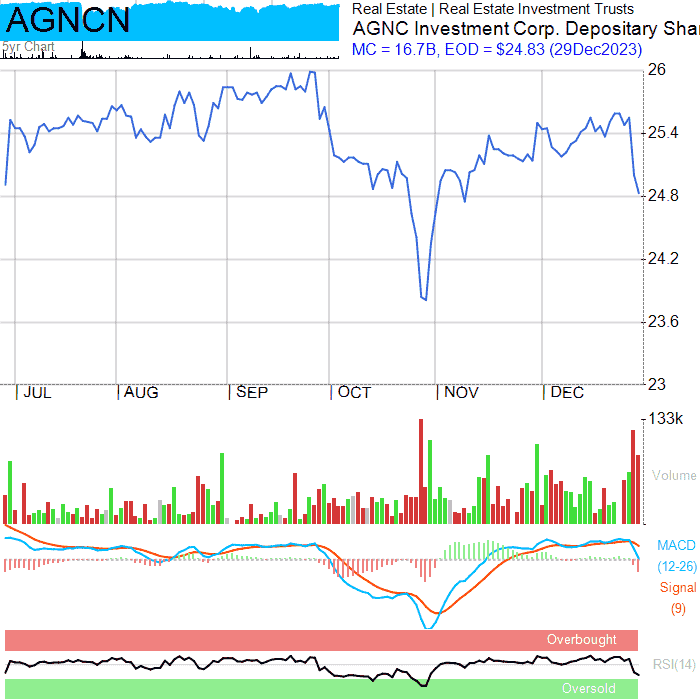 AGNCN
5yr Chart
Real Estate | Real Estate Investment Trusts
AGNC Investment Corp. Depositary Shar
MC = 16.7B, EOD = $24.83 (29Dec2023)
26
25.4
24.8
24.2
23.6
23
| JUL | AUG | SEP | OCT | NOV | DEC
133k
Volume
MACD
(12-26)
Signal
(9)
Overbought
RSI(14)
Oversold